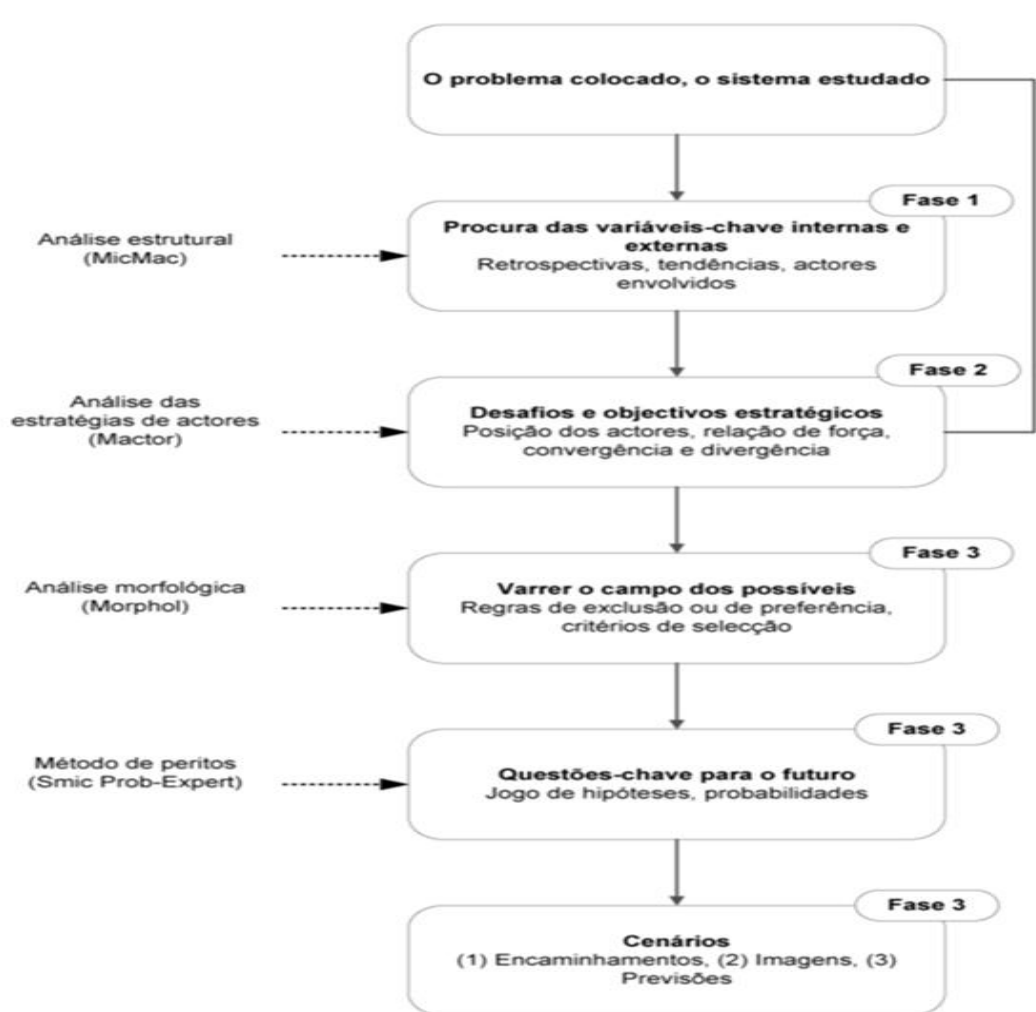 O problema colocado, o sistema estudado
Fase 1
Análise estrutural
(MicMac)
Procura das variáveis-chave internas e
externas
Retrospectivas, tendências, actores
envolvidos
Fase 2
Análise das
estratégias de actores
(Mactor)
Desafios e objectivos estratégicos
Posição dos actores, relação de força,
convergência e divergência
Fase 3
Análise morfológica
(Morphol)
Varrer o campo dos possíveis
Regras de exclusão ou de preferência,
critérios de selecção
Fase 3
Método de peritos
(Smic Prob-Expert)
Questões-chave para o futuro
Jogo de hipóteses, probabilidades
Fase 3
Cenários
(1) Encaminhamentos, (2) Imagens, (3)
Previsões